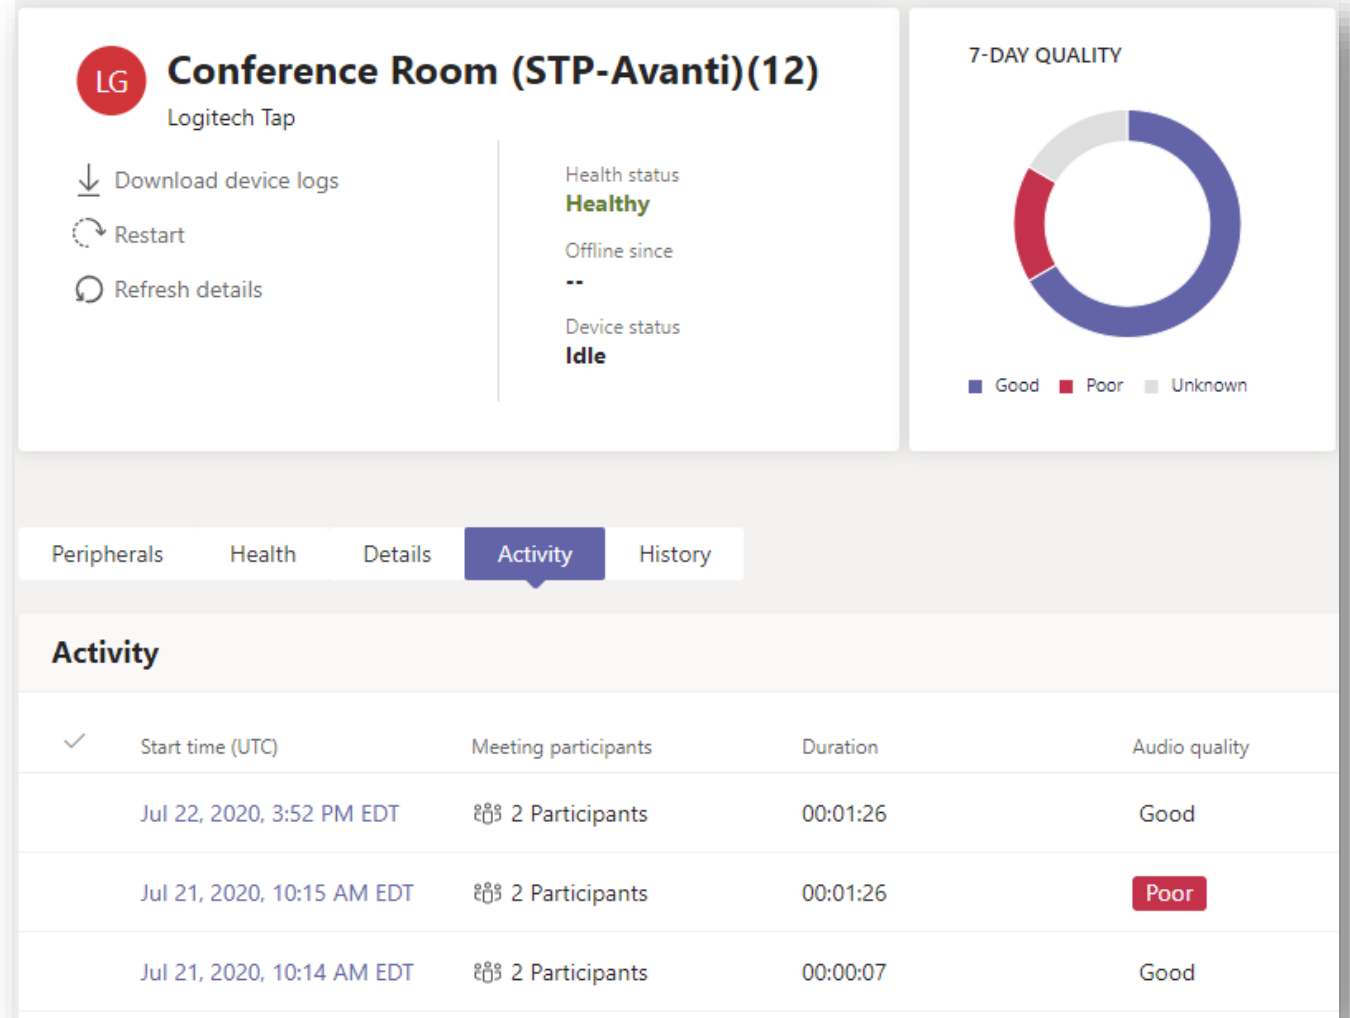 LG
Conference Room (STP-Avanti)(12)
Logitech Tap
Download device logs
Restart
Refresh details
Health status
Healthy
Offline since
--
Device status
Idle
7-DAY QUALITY
Good Poor Unknown
Peripherals Health Details Activity History
Activity
Start time (UTC) Meeting participants Duration Audio quality
Jul 22, 2020, 3:52 PM EDT 2 Participants 00:01:26 Good
Jul 21, 2020, 10:15 AM EDT 2 Participants 00:01:26 Poor
Jul 21, 2020, 10:14 AM EDT 2 Participants 00:00:07 Good